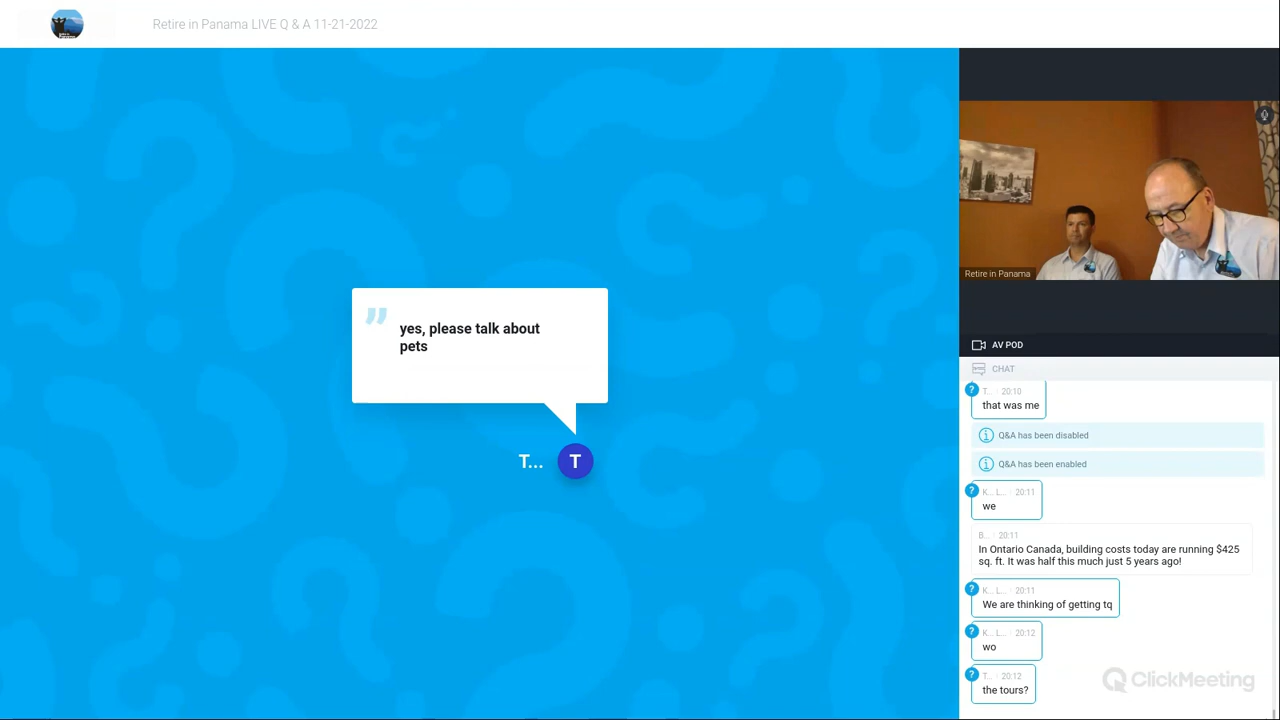 Retire in Panama LIVE Q & A 11-21-2022
yes, please talk about
pets
T...
T
Retire in Panama
AV POD
CHAT
T... 20:10
that was me
Q&A has been disabled
Q&A has been enabled
K... L... 20:11
we
B... 20:11
In Ontario Canada, building costs today are running $425
sq. ft. It was half this much just 5 years ago!
K... L... 20:11
We are thinking of getting tq
K... L... 20:12
wo
T... 20:12
the tours?
ClickMeeting